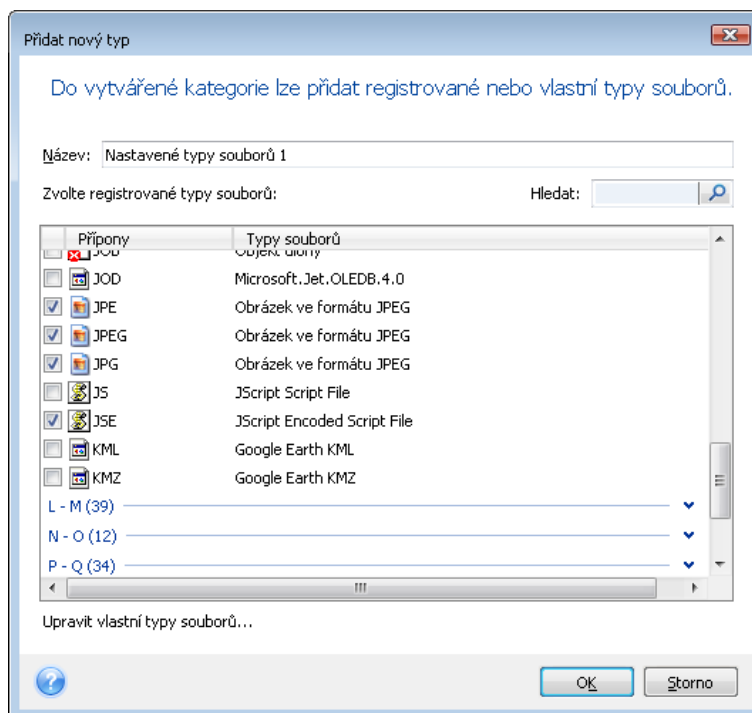 Přidat nový typ
Do vytvářené kategorie lze přidat registrované nebo vlastní typy souborů.
Název: Nastavené typy souborů 1
Zvolte registrované typy souborů: Hledat:
Přípony Typy souborů
JOB Objekt úlohy
JOD Microsoft.Jet.OLEDB.4.0
JPE Obrázek ve formátu JPEG
JPEG Obrázek ve formátu JPEG
JPG Obrázek ve formátu JPEG
JS JScript Script File
JSE JScript Encoded Script File
KML Google Earth KML
KMZ Google Earth KMZ
L - M (39)
N - O (12)
P - Q (34)
Upravit vlastní typy souborů...
OK Storno